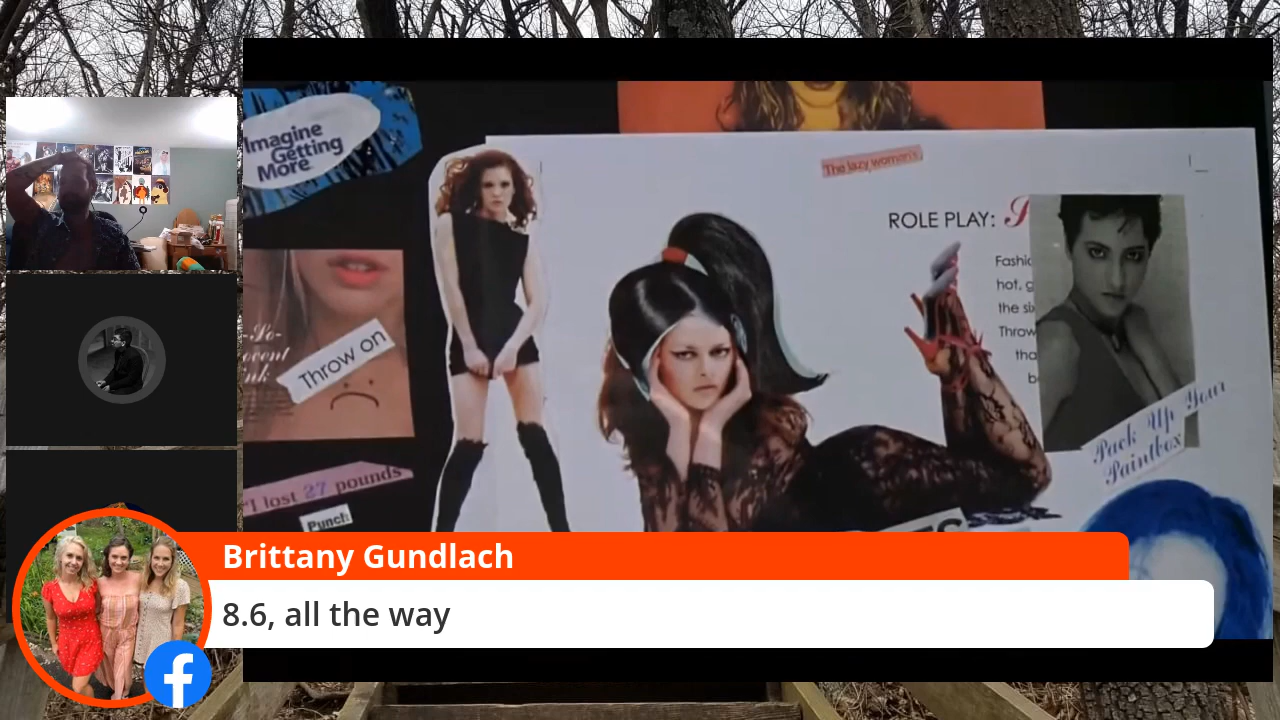 Imagine
Getting
More
The lazy woman's
ROLE PLAY:
Fashio
hot, g
the si
Throw
tha
b
Throw on
I lost 27 pounds
Punch
Pack Up Your
Paintbox
Brittany Gundlach
8.6, all the way